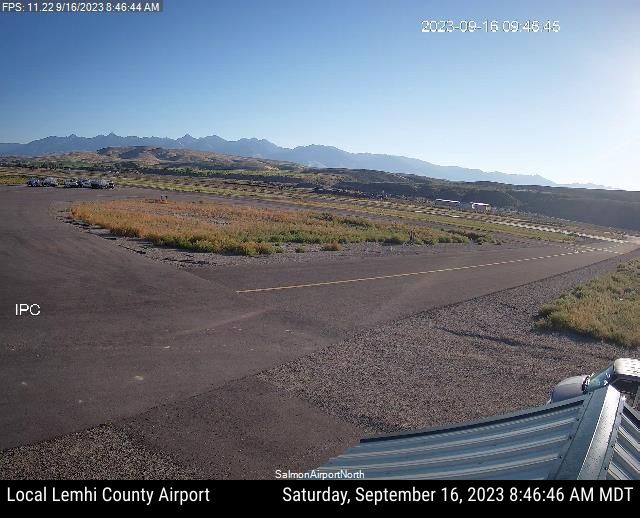 FPS: 11.22 9/16/2023 8:46:44 AM
2023-09-16 09:45:45
IPC
SalmonAirportNorth
Local Lemhi County Airport Saturday, September 16, 2023 8:46:46 AM MDT